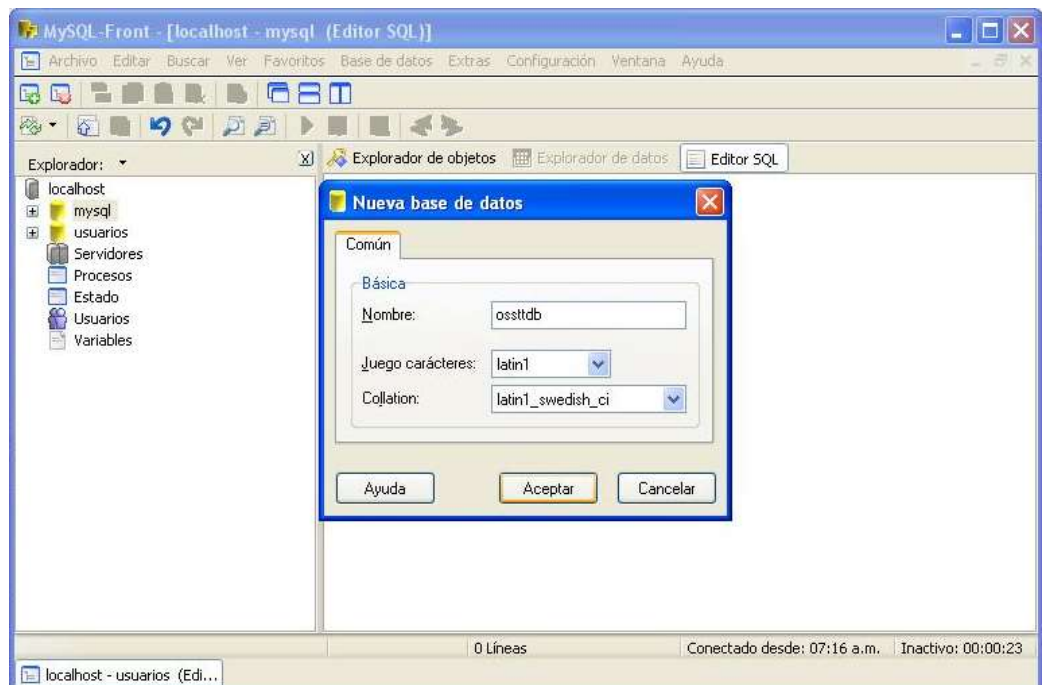 MySQL-Front - [localhost - mysql (Editor SQL)]
Archivo Editar Buscar Ver Favoritos Base de datos Extras Configuración Ventana Ayuda
Explorador:
Explorador de objetos Explorador de datos Editor SQL
localhost
mysql
usuarios
Servidores
Procesos
Estado
Usuarios
Variables
Nueva base de datos
Común
Básica
Nombre: ossttdb
Juego carácteres: latin1
Collation: latin1_swedish_ci
Ayuda Aceptar Cancelar
0 Líneas Conectado desde: 07:16 a.m. Inactivo: 00:00:23
localhost - usuarios (Edi...